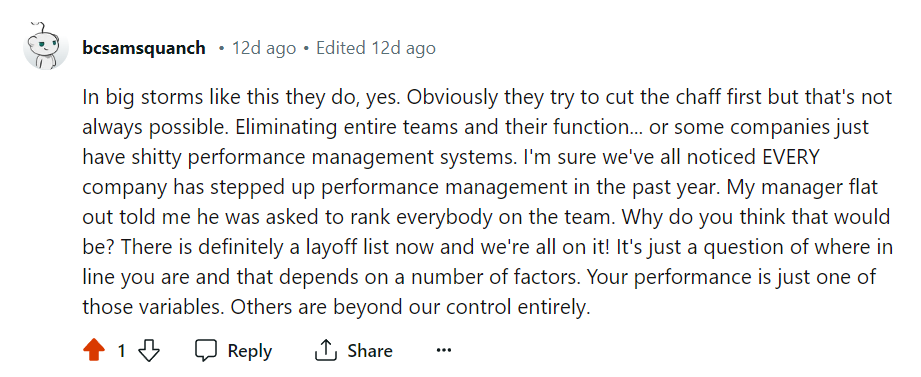 bcsamsquanch • 12d ago • Edited 12d ago
In big storms like this they do, yes. Obviously they try to cut the chaff first but that's not
always possible. Eliminating entire teams and their function... or some companies just
have shitty performance management systems. I'm sure we've all noticed EVERY
company has stepped up performance management in the past year. My manager flat
out told me he was asked to rank everybody on the team. Why do you think that would
be? There is definitely a layoff list now and we're all on it! It's just a question of where in
line you are and that depends on a number of factors. Your performance is just one of
those variables. Others are beyond our control entirely.
1 Reply Share ...